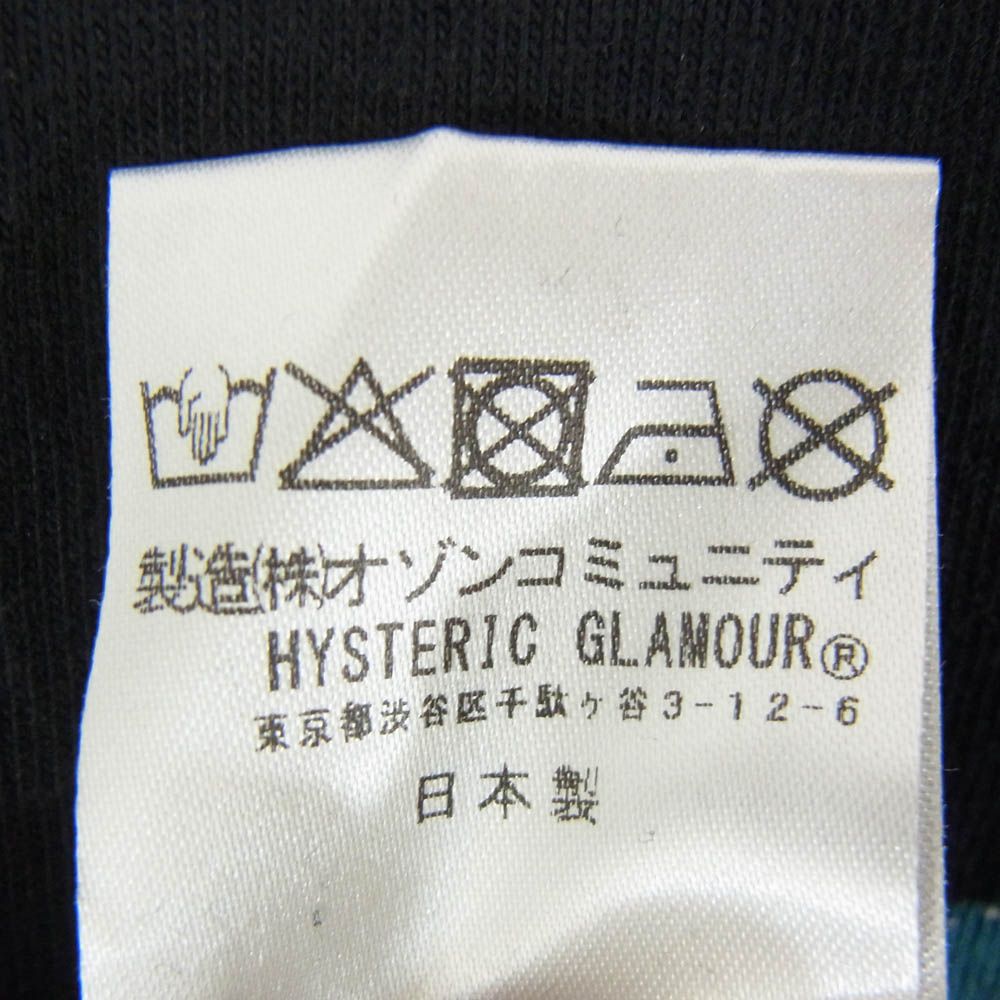 製造(株)オゾンコミュニティ
HYSTERIC GLAMOUR®
東京都渋谷区千駄ヶ谷3-12-6
日本製